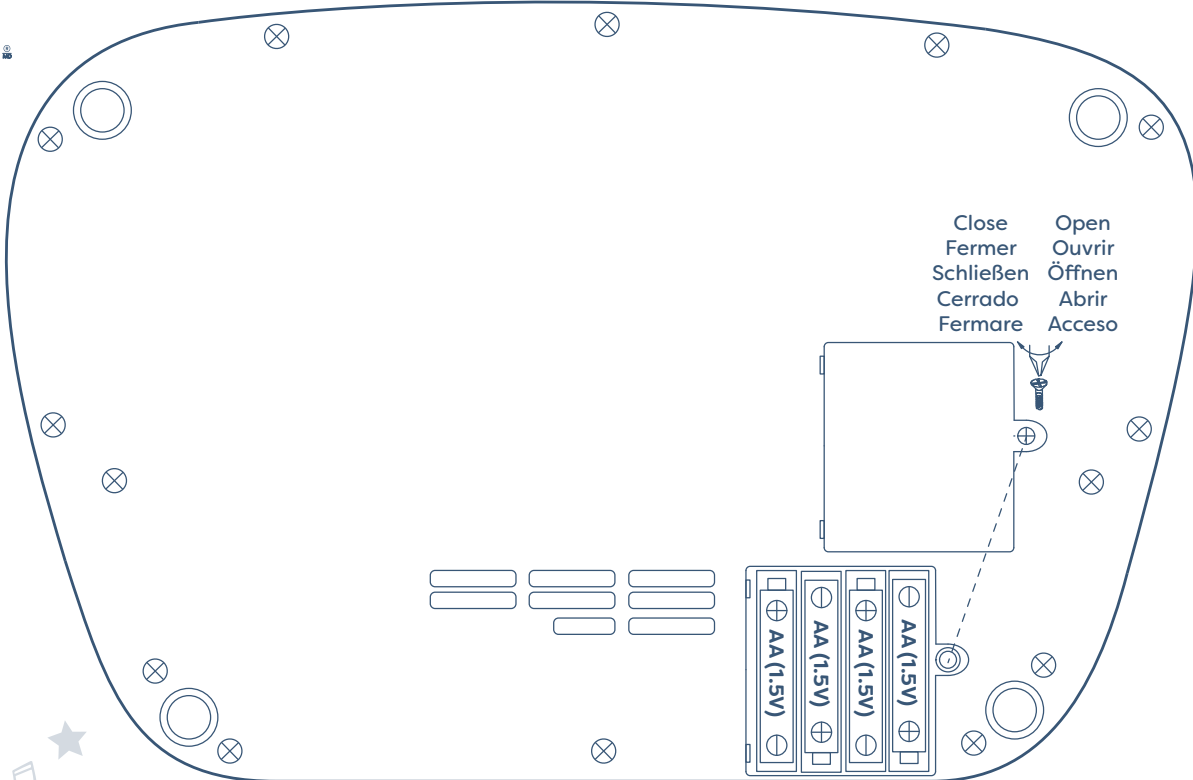 ® MD
Close Open
Fermer Ouvrir
Schließen Öffnen
Cerrado Abrir
Fermare Acceso
AA (1.5V)
AA (1.5V)
AA (1.5V)
AA (1.5V)